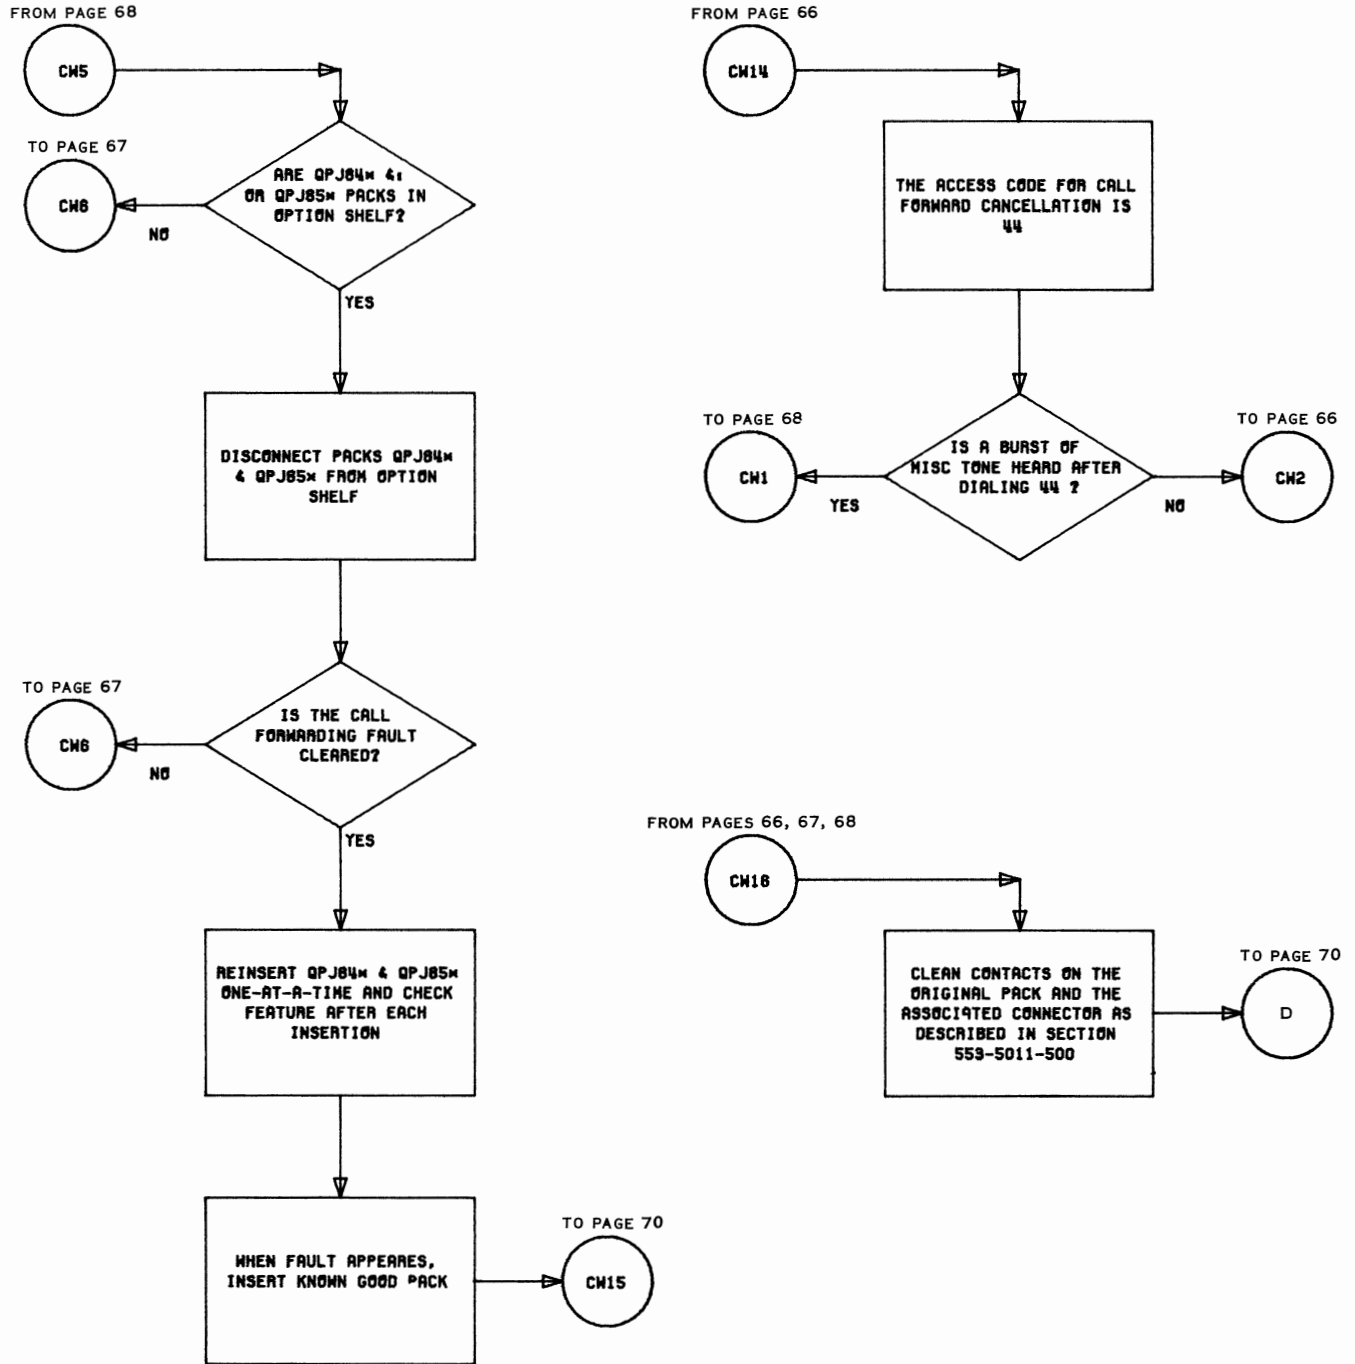 FROM PAGE 68
CW5
TO PAGE 67
CW6
ARE QPJ84* &:
OR QPJ85* PACKS IN
OPTION SHELF?
NO
YES
DISCONNECT PACKS QPJ84*
& QPJ85* FROM OPTION
SHELF
TO PAGE 67
CW6
IS THE CALL
FORWARDING FAULT
CLEARED?
NO
YES
REINSERT QPJ84* & QPJ85*
ONE-AT-A-TIME AND CHECK
FEATURE AFTER EACH
INSERTION
WHEN FAULT APPEARES,
INSERT KNOWN GOOD PACK
TO PAGE 70
CW15
FROM PAGE 66
CW14
THE ACCESS CODE FOR CALL
FORWARD CANCELLATION IS
44
TO PAGE 68
CW1
IS A BURST OF
MISC TONE HEARD AFTER
DIALING 44 ?
YES
NO
TO PAGE 66
CW2
FROM PAGES 66, 67, 68
CW16
CLEAN CONTACTS ON THE
ORIGINAL PACK AND THE
ASSOCIATED CONNECTOR AS
DESCRIBED IN SECTION
553-5011-500
TO PAGE 70
D